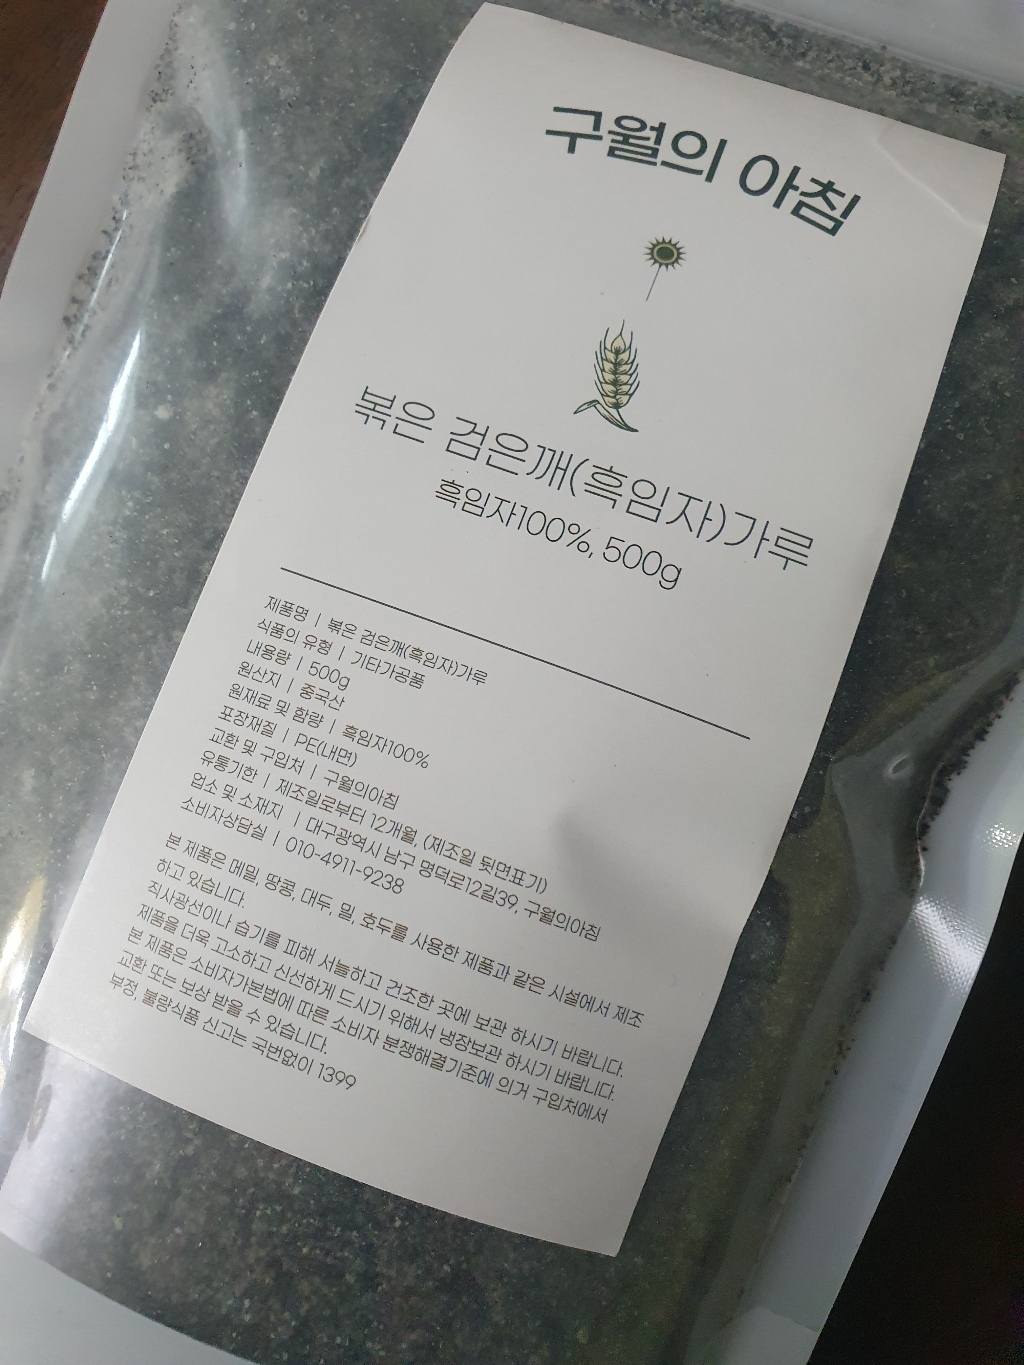 구월의 아침
볶은 검은깨(흑임자)가루
흑임자100%, 500g
제품명 | 볶은 검은깨(흑임자)가루
식품의 유형 | 기타가공품
내용량 | 500g
원산지 | 중국산
원재료 및 함량 | 흑임자100%
포장재질 | PE(내면)
교환 및 구입처 | 구월의아침
유통기한 | 제조일로부터 12개월, (제조일 뒷면표기)
업소 및 소재지 | 대구광역시 남구 명덕로12길39, 구월의아침
소비자상담실 | 010-4911-9238
본 제품은 메밀, 땅콩, 대두, 밀, 호두를 사용한 제품과 같은 시설에서 제조
하고 있습니다.
직사광선이나 습기를 피해 서늘하고 건조한 곳에 보관 하시기 바랍니다.
제품을 더욱 고소하고 신선하게 드시기 위해서 냉장보관 하시기 바랍니다.
본 제품은 소비자가본법에 따른 소비자 분쟁해결기준에 의거 구입처에서
교환 또는 보상 받을 수 있습니다.
부정, 불량식품 신고는 국번없이 1399